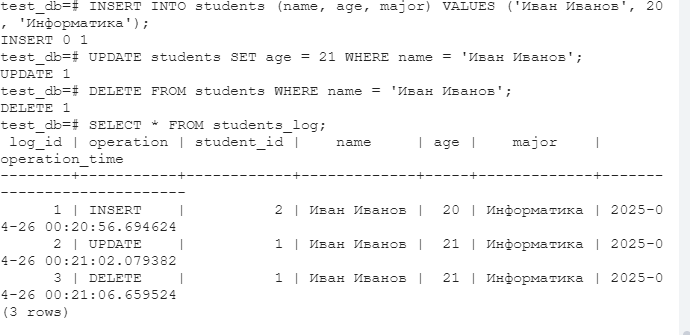 test_db=# INSERT INTO students (name, age, major) VALUES ('Иван Иванов', 20
, 'Информатика');
INSERT 0 1
test_db=# UPDATE students SET age = 21 WHERE name = 'Иван Иванов';
UPDATE 1
test_db=# DELETE FROM students WHERE name = 'Иван Иванов';
DELETE 1
test_db=# SELECT * FROM students_log;
 log_id | operation | student_id |    name     | age |    major    |
operation_time
--------+-----------+------------+-------------+-----+-------------+-------
---------------------
      1 | INSERT    |          2 | Иван Иванов |  20 | Информатика | 2025-0
4-26 00:20:56.694624
      2 | UPDATE    |          1 | Иван Иванов |  21 | Информатика | 2025-0
4-26 00:21:02.079382
      3 | DELETE    |          1 | Иван Иванов |  21 | Информатика | 2025-0
4-26 00:21:06.659524
(3 rows)